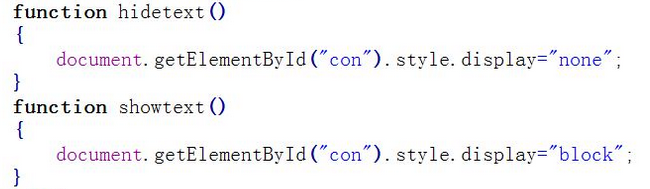 function hidetext()
{
    document.getElementById("con").style.display="none";
}
function showtext()
{
    document.getElementById("con").style.display="block";
}